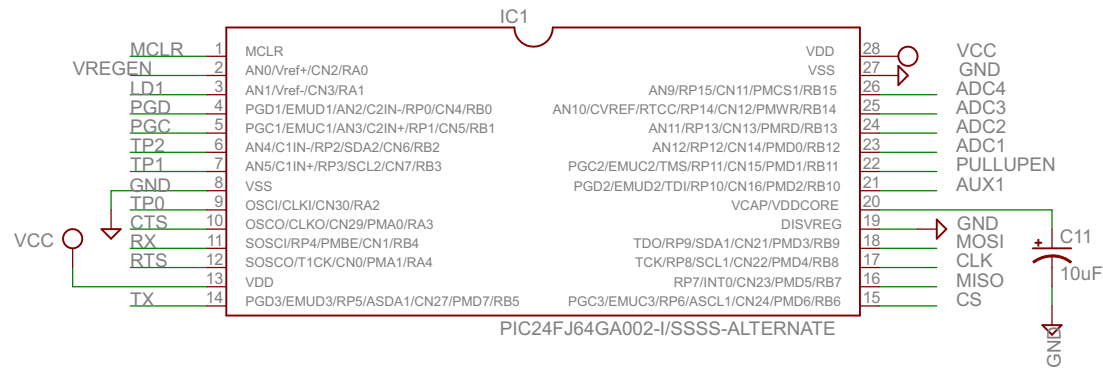 IC1
MCLR 1 MCLR VDD 28 VCC
VREGEN 2 AN0/Vref+/CN2/RA0 VSS 27 GND
LD1 3 AN1/Vref-/CN3/RA1 AN9/RP15/CN11/PMCS1/RB15 26 ADC4
PGD 4 PGD1/EMUD1/AN2/C2IN-/RP0/CN4/RB0 AN10/CVREF/RTCC/RP14/CN12/PMWR/RB14 25 ADC3
PGC 5 PGC1/EMUC1/AN3/C2IN+/RP1/CN5/RB1 AN11/RP13/CN13/PMRD/RB13 24 ADC2
TP2 6 AN4/C1IN-/RP2/SDA2/CN6/RB2 AN12/RP12/CN14/PMD0/RB12 23 ADC1
TP1 7 AN5/C1IN+/RP3/SCL2/CN7/RB3 PGC2/EMUC2/TMS/RP11/CN15/PMD1/RB11 22 PULLUPEN
GND 8 VSS PGD2/EMUD2/TDI/RP10/CN16/PMD2/RB10 21 AUX1
TP0 9 OSCI/CLKI/CN30/RA2 VCAP/VDDCORE 20
CTS 10 OSCO/CLKO/CN29/PMA0/RA3 DISVREG 19 GND
VCC RX 11 SOSCI/RP4/PMBE/CN1/RB4 TDO/RP9/SDA1/CN21/PMD3/RB9 18 MOSI + C11
RTS 12 SOSCO/T1CK/CN0/PMA1/RA4 TCK/RP8/SCL1/CN22/PMD4/RB8 17 CLK 10uF
13 VDD RP7/INT0/CN23/PMD5/RB7 16 MISO
TX 14 PGD3/EMUD3/RP5/ASDA1/CN27/PMD7/RB5 PGC3/EMUC3/RP6/ASCL1/CN24/PMD6/RB6 15 CS
PIC24FJ64GA002-I/SSSS-ALTERNATE
GND